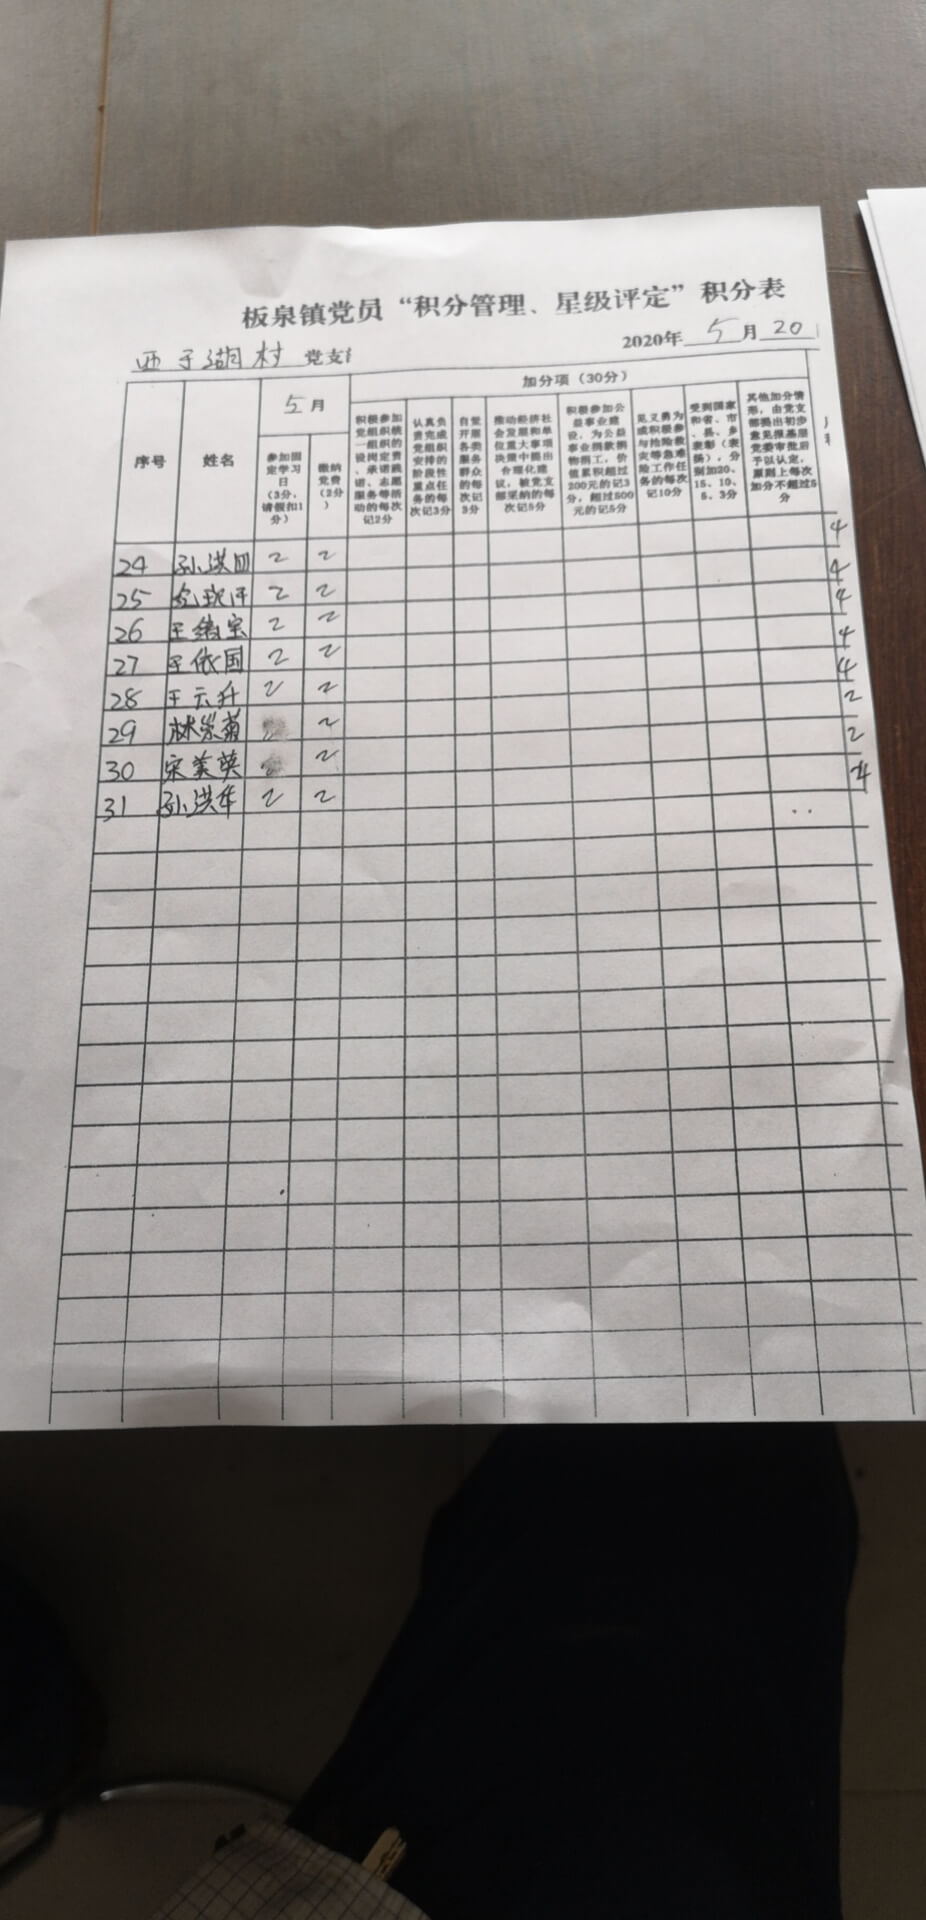 板泉镇党员“积分管理、星级评定”积分表
西于湖村 党支 2020年 5 月 20
序号 姓名 5 月 加分项（30分）
参加固定学习日（3分，请假扣1分）
缴纳党费（2分）
积极参加党组织统一组织的设岗定责、承诺践诺、志愿服务等活动的每次记2分
认真负责完成党组织安排的阶段性重点任务的每次记3分
自觉开展各类服务群众的每次记3分
推动经济社会发展和单位重大事项决策中提出合理化建议，被党支部采纳的每次记5分
积极参加公益事业建设，为公益事业捐款捐物捐工，价值累积超过200元的记3分，超过500元的记5分
见义勇为或积极参与抢险救灾等急难险工作任务的每次记10分
受到国家和省、市、县、乡表彰（表扬），分别加20、15、10、5、3分
其他加分情形，由党支部提出初步意见报基层党委审批后予以认定，原则上每次加分不超过5分
24 孙洪田 2 2 4
25 2 2 4
26 王绪宝 2 2 4
27 王依国 2 2 4
28 王云升 2 2 4
29 林崇菊 2 2
30 宋美英 2 2
31 孙洪华 2 2 4